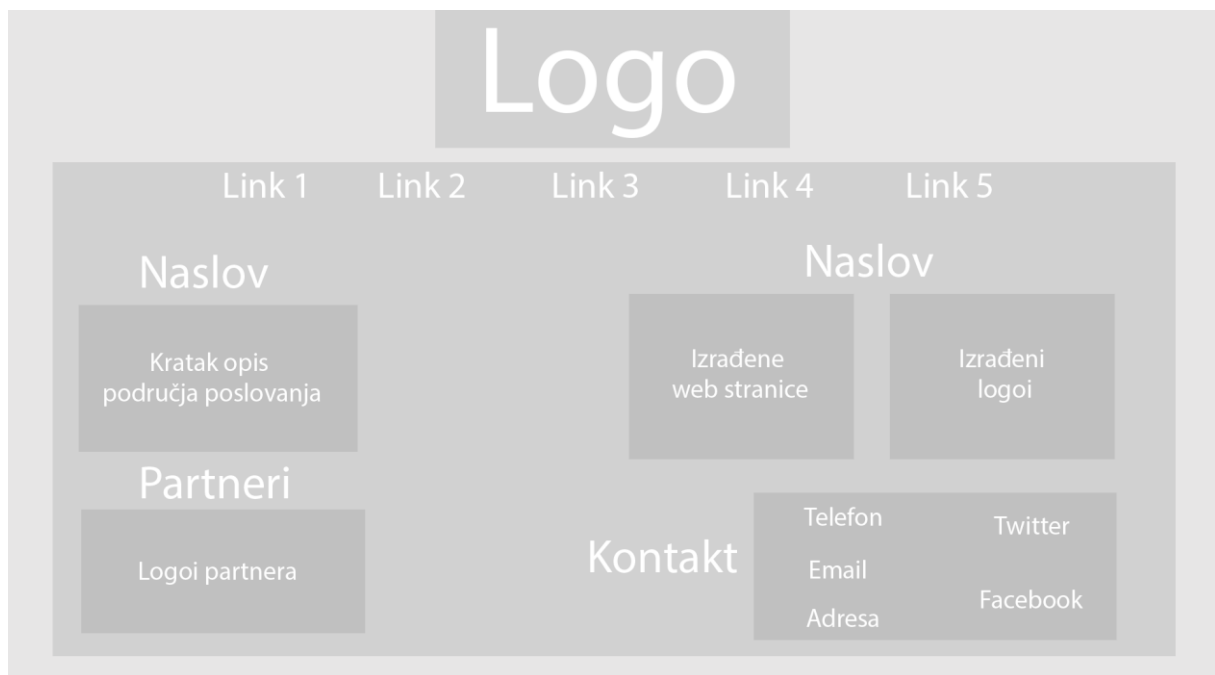 Logo
Link 1
Link 2
Link 3
Link 4
Link 5
Naslov
Kratak opis
područja poslovanja
Partneri
Logoi partnera
Naslov
Izrađene
web stranice
Izrađeni
logoi
Kontakt
Telefon
Email
Adresa
Twitter
Facebook